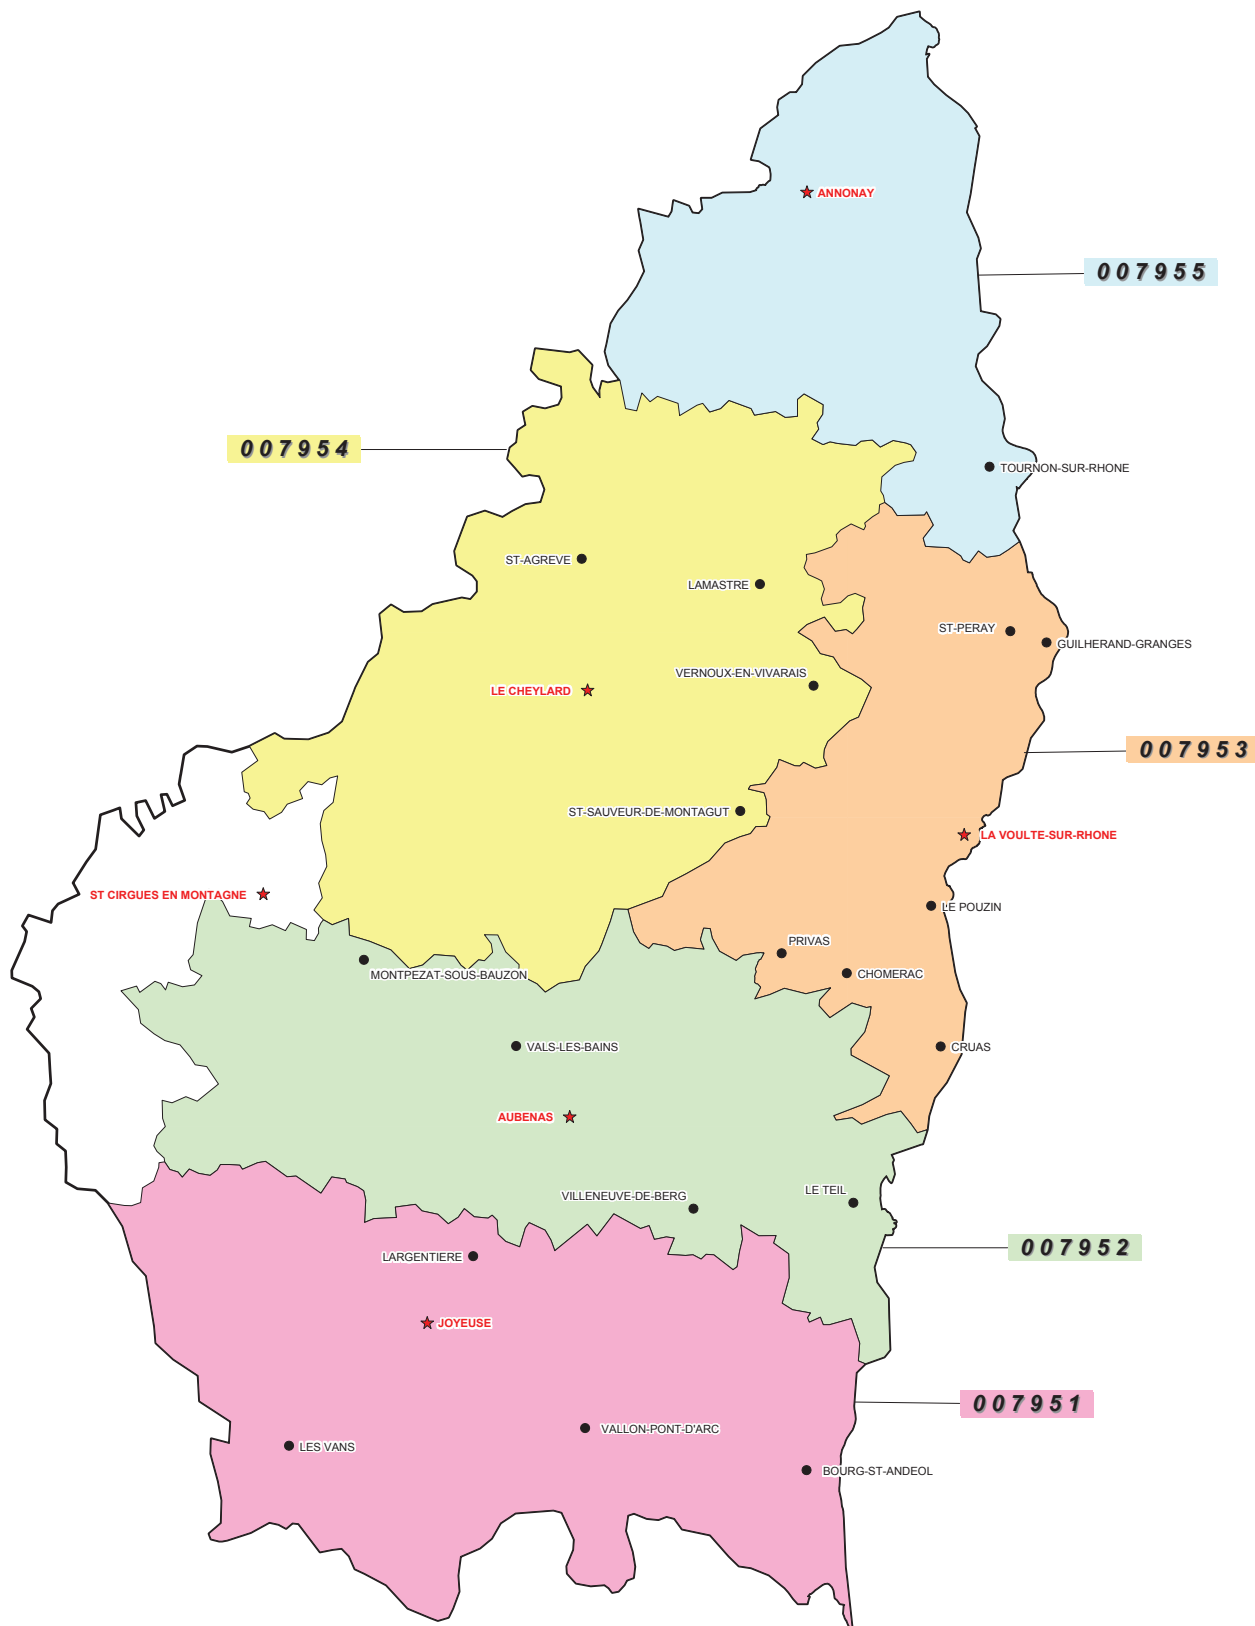 ANNONAY
007955
007954
TOURNON-SUR-RHONE
ST-AGREVE
LAMASTRE
ST-PERAY
GUILHERAND-GRANGES
VERNOUX-EN-VIVARAIS
LE CHEYLARD
007953
ST-SAUVEUR-DE-MONTAGUT
LA VOULTE-SUR-RHONE
ST CIRGUES EN MONTAGNE
LE POUZIN
PRIVAS
MONTPEZAT-SOUS-BAUZON
CHOMERAC
VALS-LES-BAINS
CRUAS
AUBENAS
LE TEIL
VILLENEUVE-DE-BERG
007952
LARGENTIERE
JOYEUSE
007951
VALLON-PONT-D'ARC
LES VANS
BOURG-ST-ANDEOL